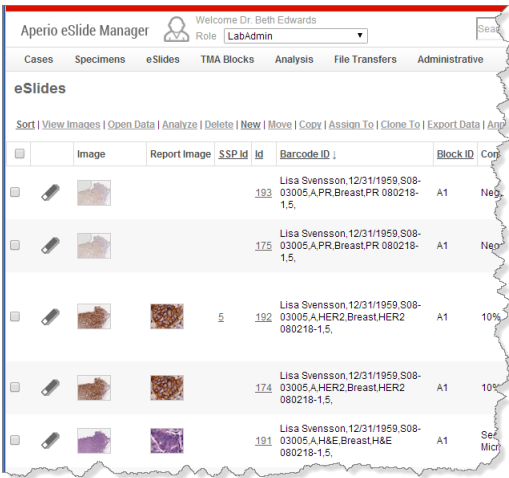 Aperio eSlide Manager
Welcome Dr. Beth Edwards
Role LabAdmin
Cases Specimens eSlides TMA Blocks Analysis File Transfers Administrative
eSlides
Sort | View Images | Open Data | Analyze | Delete | New | Move | Copy | Assign To | Clone To | Export Data |
Image Report Image SSP Id Id Barcode ID ↓ Block ID
Lisa Svensson,12/31/1959,S08-
193 03005,A,PR,Breast,PR 080218- A1
1,5,
Lisa Svensson,12/31/1959,S08-
175 03005,A,PR,Breast,PR 080218- A1
1,5,
Lisa Svensson,12/31/1959,S08-
5 192 03005,A,HER2,Breast,HER2 A1 10%
080218-1,5,
Lisa Svensson,12/31/1959,S08-
174 03005,A,HER2,Breast,HER2 A1 10%
080218-1,5,
Lisa Svensson,12/31/1959,S08-
191 03005,A,H&E,Breast,H&E A1
080218-1,5,